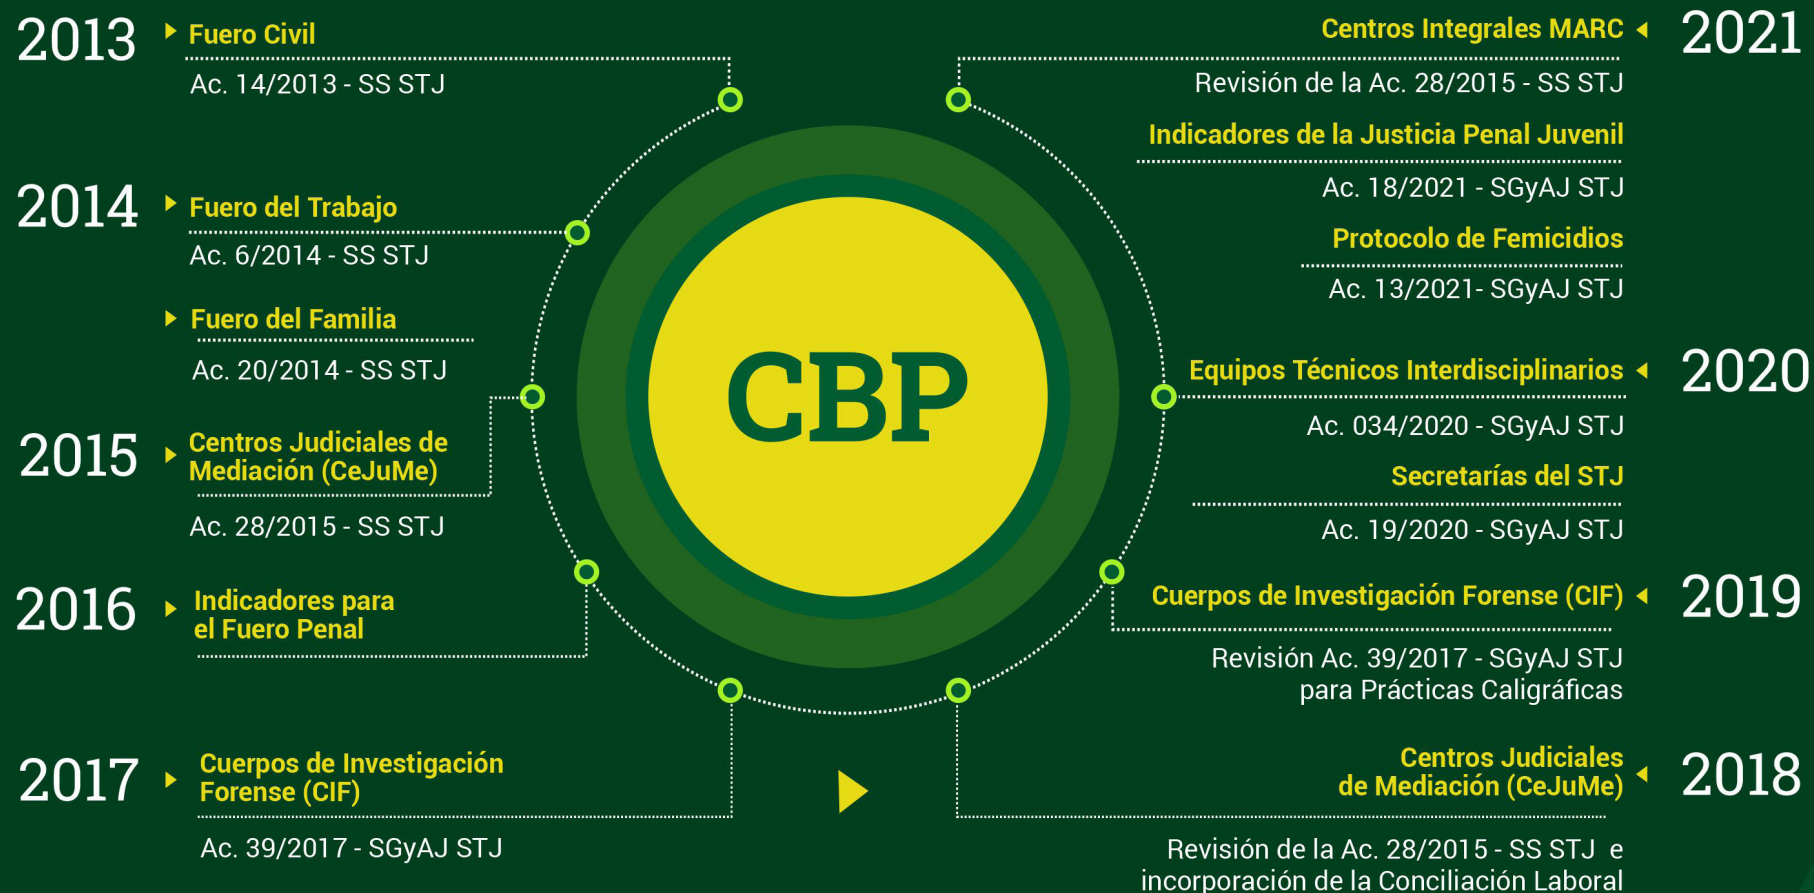 2013
Fuero Civil
Ac. 14/2013 - SS STJ
2014
Fuero del Trabajo
Ac. 6/2014 - SS STJ
Fuero del Familia
Ac. 20/2014 - SS STJ
2015
Centros Judiciales de
Mediación (CeJuMe)
Ac. 28/2015 - SS STJ
2016
Indicadores para
el Fuero Penal
2017
Cuerpos de Investigación
Forense (CIF)
Ac. 39/2017 - SGyAJ STJ
CBP
Centros Integrales MARC
2021
Revisión de la Ac. 28/2015 - SS STJ
Indicadores de la Justicia Penal Juvenil
Ac. 18/2021 - SGyAJ STJ
Protocolo de Femicidios
Ac. 13/2021- SGyAJ STJ
Equipos Técnicos Interdisciplinarios
2020
Ac. 034/2020 - SGyAJ STJ
Secretarías del STJ
Ac. 19/2020 - SGyAJ STJ
Cuerpos de Investigación Forense (CIF)
2019
Revisión Ac. 39/2017 - SGyAJ STJ
para Prácticas Caligráficas
Centros Judiciales
de Mediación (CeJuMe)
2018
Revisión de la Ac. 28/2015 - SS STJ e
incorporación de la Conciliación Laboral